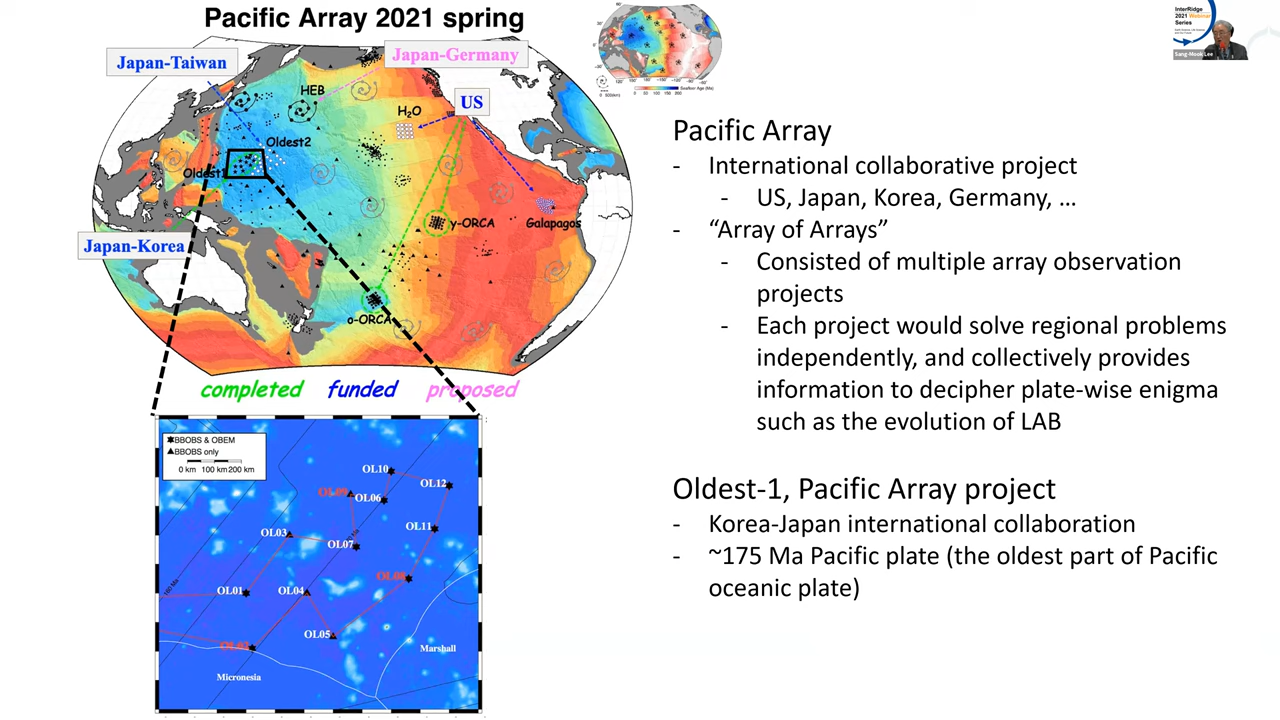 Pacific Array 2021 spring
Japan-Taiwan
Japan-Germany
HEB
H₂O
US
Oldest2
Oldest1
y-ORCA
Galapagos
Japan-Korea
o-ORCA
completed funded proposed
BBOBS & OBEM
BBOBS only
0 km 100 km 200 km
OL10
OL09
OL06
OL12
OL03
OL11
OL07
OL08
OL01
OL04
OL02
OL05
Marshall
Micronesia
InterRidge
2021 Webinar
Series
Sang-Mook Lee
Seafloor Age (Ma)
Pacific Array
- International collaborative project
- US, Japan, Korea, Germany, …
- “Array of Arrays”
- Consisted of multiple array observation
projects
- Each project would solve regional problems
independently, and collectively provides
information to decipher plate-wise enigma
such as the evolution of LAB
Oldest-1, Pacific Array project
- Korea-Japan international collaboration
- ~175 Ma Pacific plate (the oldest part of Pacific
oceanic plate)